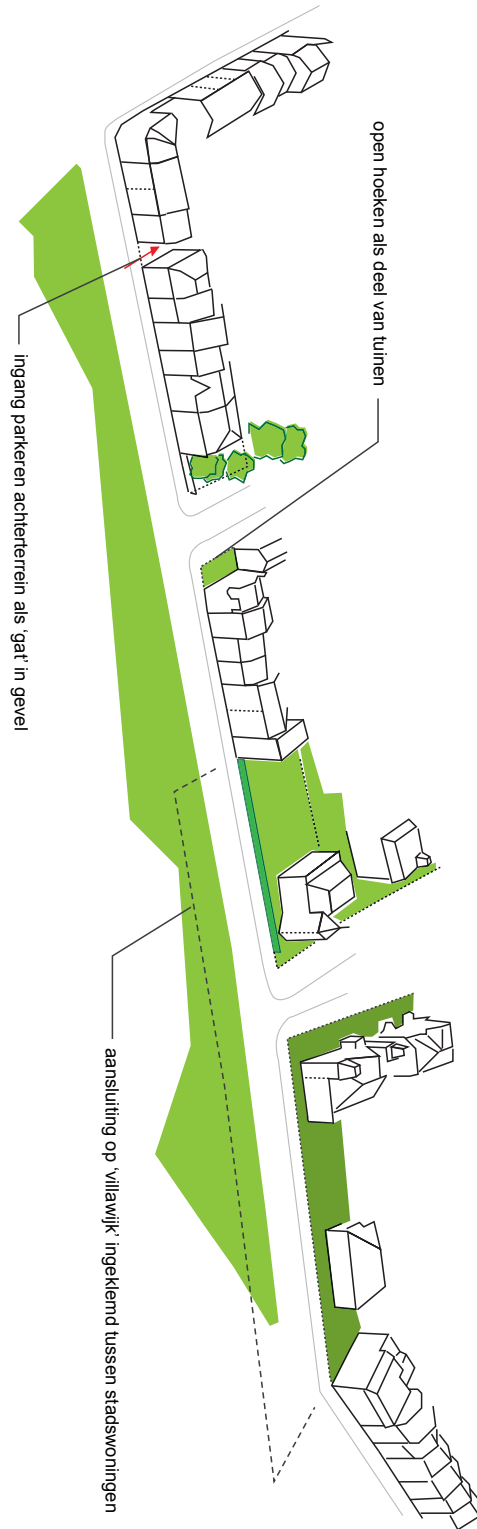 open hoeken als deel van tuinen
ingang parkeren achterterrein als ‘gat’ in gevel
aansluiting op ‘villawijk’ ingeklemd tussen stadswoningen